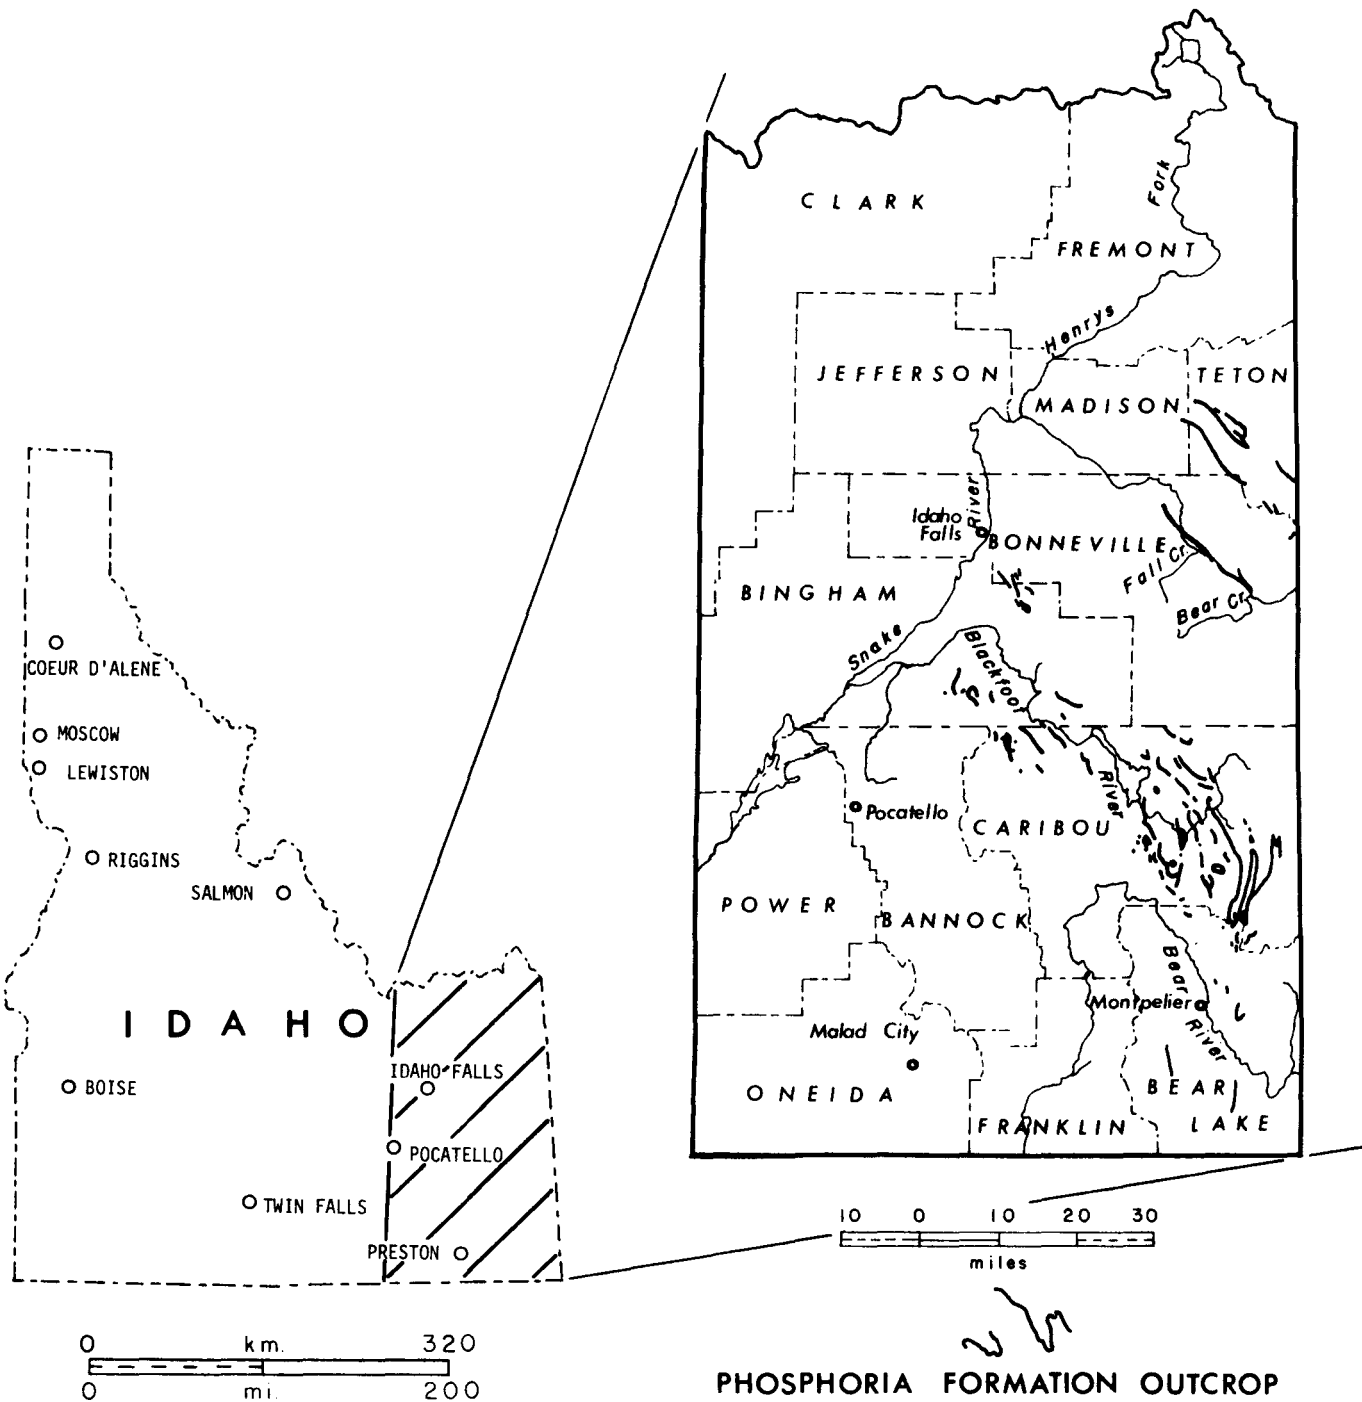 COEUR D'ALENE
MOSCOW
LEWISTON
RIGGINS
SALMON
IDAHO
IDAHO FALLS
BOISE
POCATELLO
TWIN FALLS
PRESTON
0 km. 320
0 mi. 200
CLARK
Fork
FREMONT
Henrys
JEFFERSON
TETON
MADISON
River
Idaho
Falls
BONNEVILLE
Fall Cr.
BINGHAM
Bear Cr.
Snake
Blackfoot
River
Pocatello
CARIBOU
POWER
BANNOCK
Bear
River
Montpelier
Malad City
ONEIDA
BEAR
LAKE
FRANKLIN
10 0 10 20 30
miles
PHOSPHORIA FORMATION OUTCROP